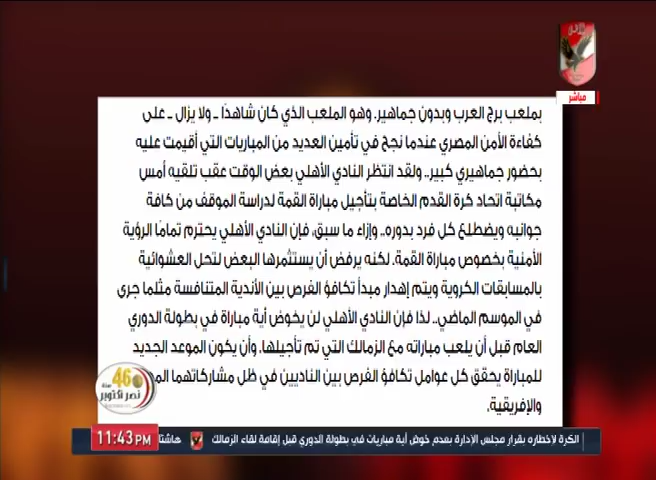 مباشر
بملعب برج العرب وبدون جماهير. وهو الملعب الذي كان شاهدًا – ولا يزال – على
كفاءة الأمن المصري عندما نجح في تأمين العديد من المباريات التي أقيمت عليه
بحضور جماهيري كبير.. ولقد انتظر النادي الأهلي بعض الوقت عقب تلقيه أمس
مكاتبة اتحاد كرة القدم الخاصة بتأجيل مباراة القمة لدراسة الموقف من كافة
جوانبه ويضطلع كل فرد بدوره.. وإزاء ما سبق، فإن النادي الأهلي يحترم تمامًا الرؤية
الأمنية بخصوص مباراة القمة. لكنه يرفض أن يستثمرها البعض لتحل العشوائية
بالمسابقات الكروية ويتم إهدار مبدأ تكافؤ الفرص بين الأندية المتنافسة مثلما جرى
في الموسم الماضي.. لذا فإن النادي الأهلي لن يخوض أية مباراة في بطولة الدوري
العام قبل أن يلعب مباراته مع الزمالك التي تم تأجيلها. وأن يكون الموعد الجديد
للمباراة يحقق كل عوامل تكافؤ الفرص بين الناديين في ظل مشاركاتهما
والإفريقية.
46 سنة
نصر أكتوبر
الكرة لإخطاره بقرار مجلس الإدارة بعدم خوض أية مباريات في بطولة الدوري قبل إقامة لقاء الزمالك
هاشتا
11:43 PM